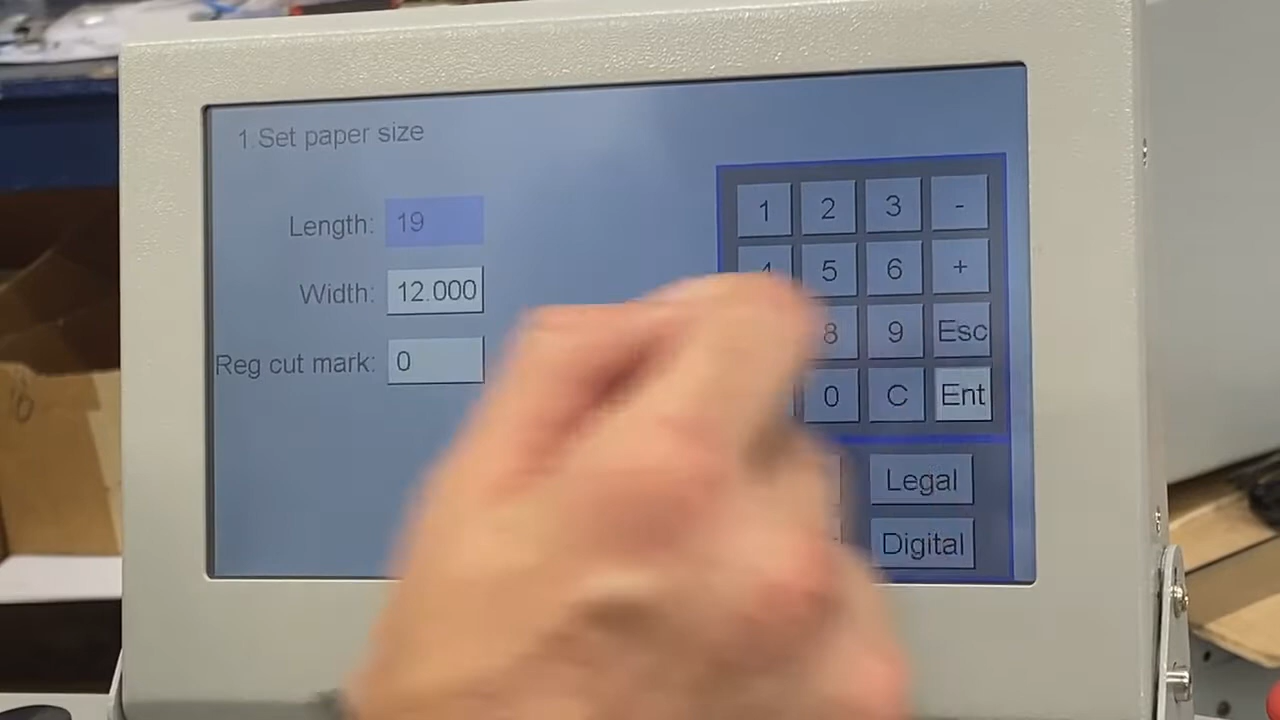 1.Set paper size
Length: 19
Width: 12.000
Reg cut mark: 0
1 2 3 -
4 5 6 +
8 9 Esc
0 C Ent
Legal
Digital